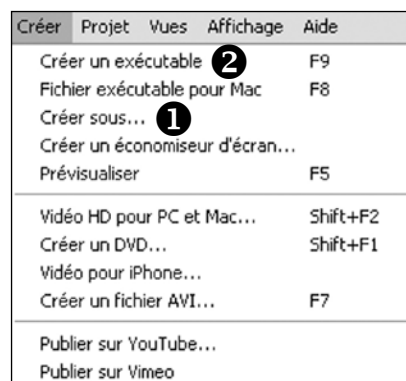 Créer Projet Vues Affichage Aide
Créer un exécutable 2 F9
Fichier exécutable pour Mac F8
Créer sous... 1
Créer un économiseur d'écran...
Prévisualiser F5
Vidéo HD pour PC et Mac... Shift+F2
Créer un DVD... Shift+F1
Vidéo pour iPhone...
Créer un fichier AVI... F7
Publier sur YouTube...
Publier sur Vimeo